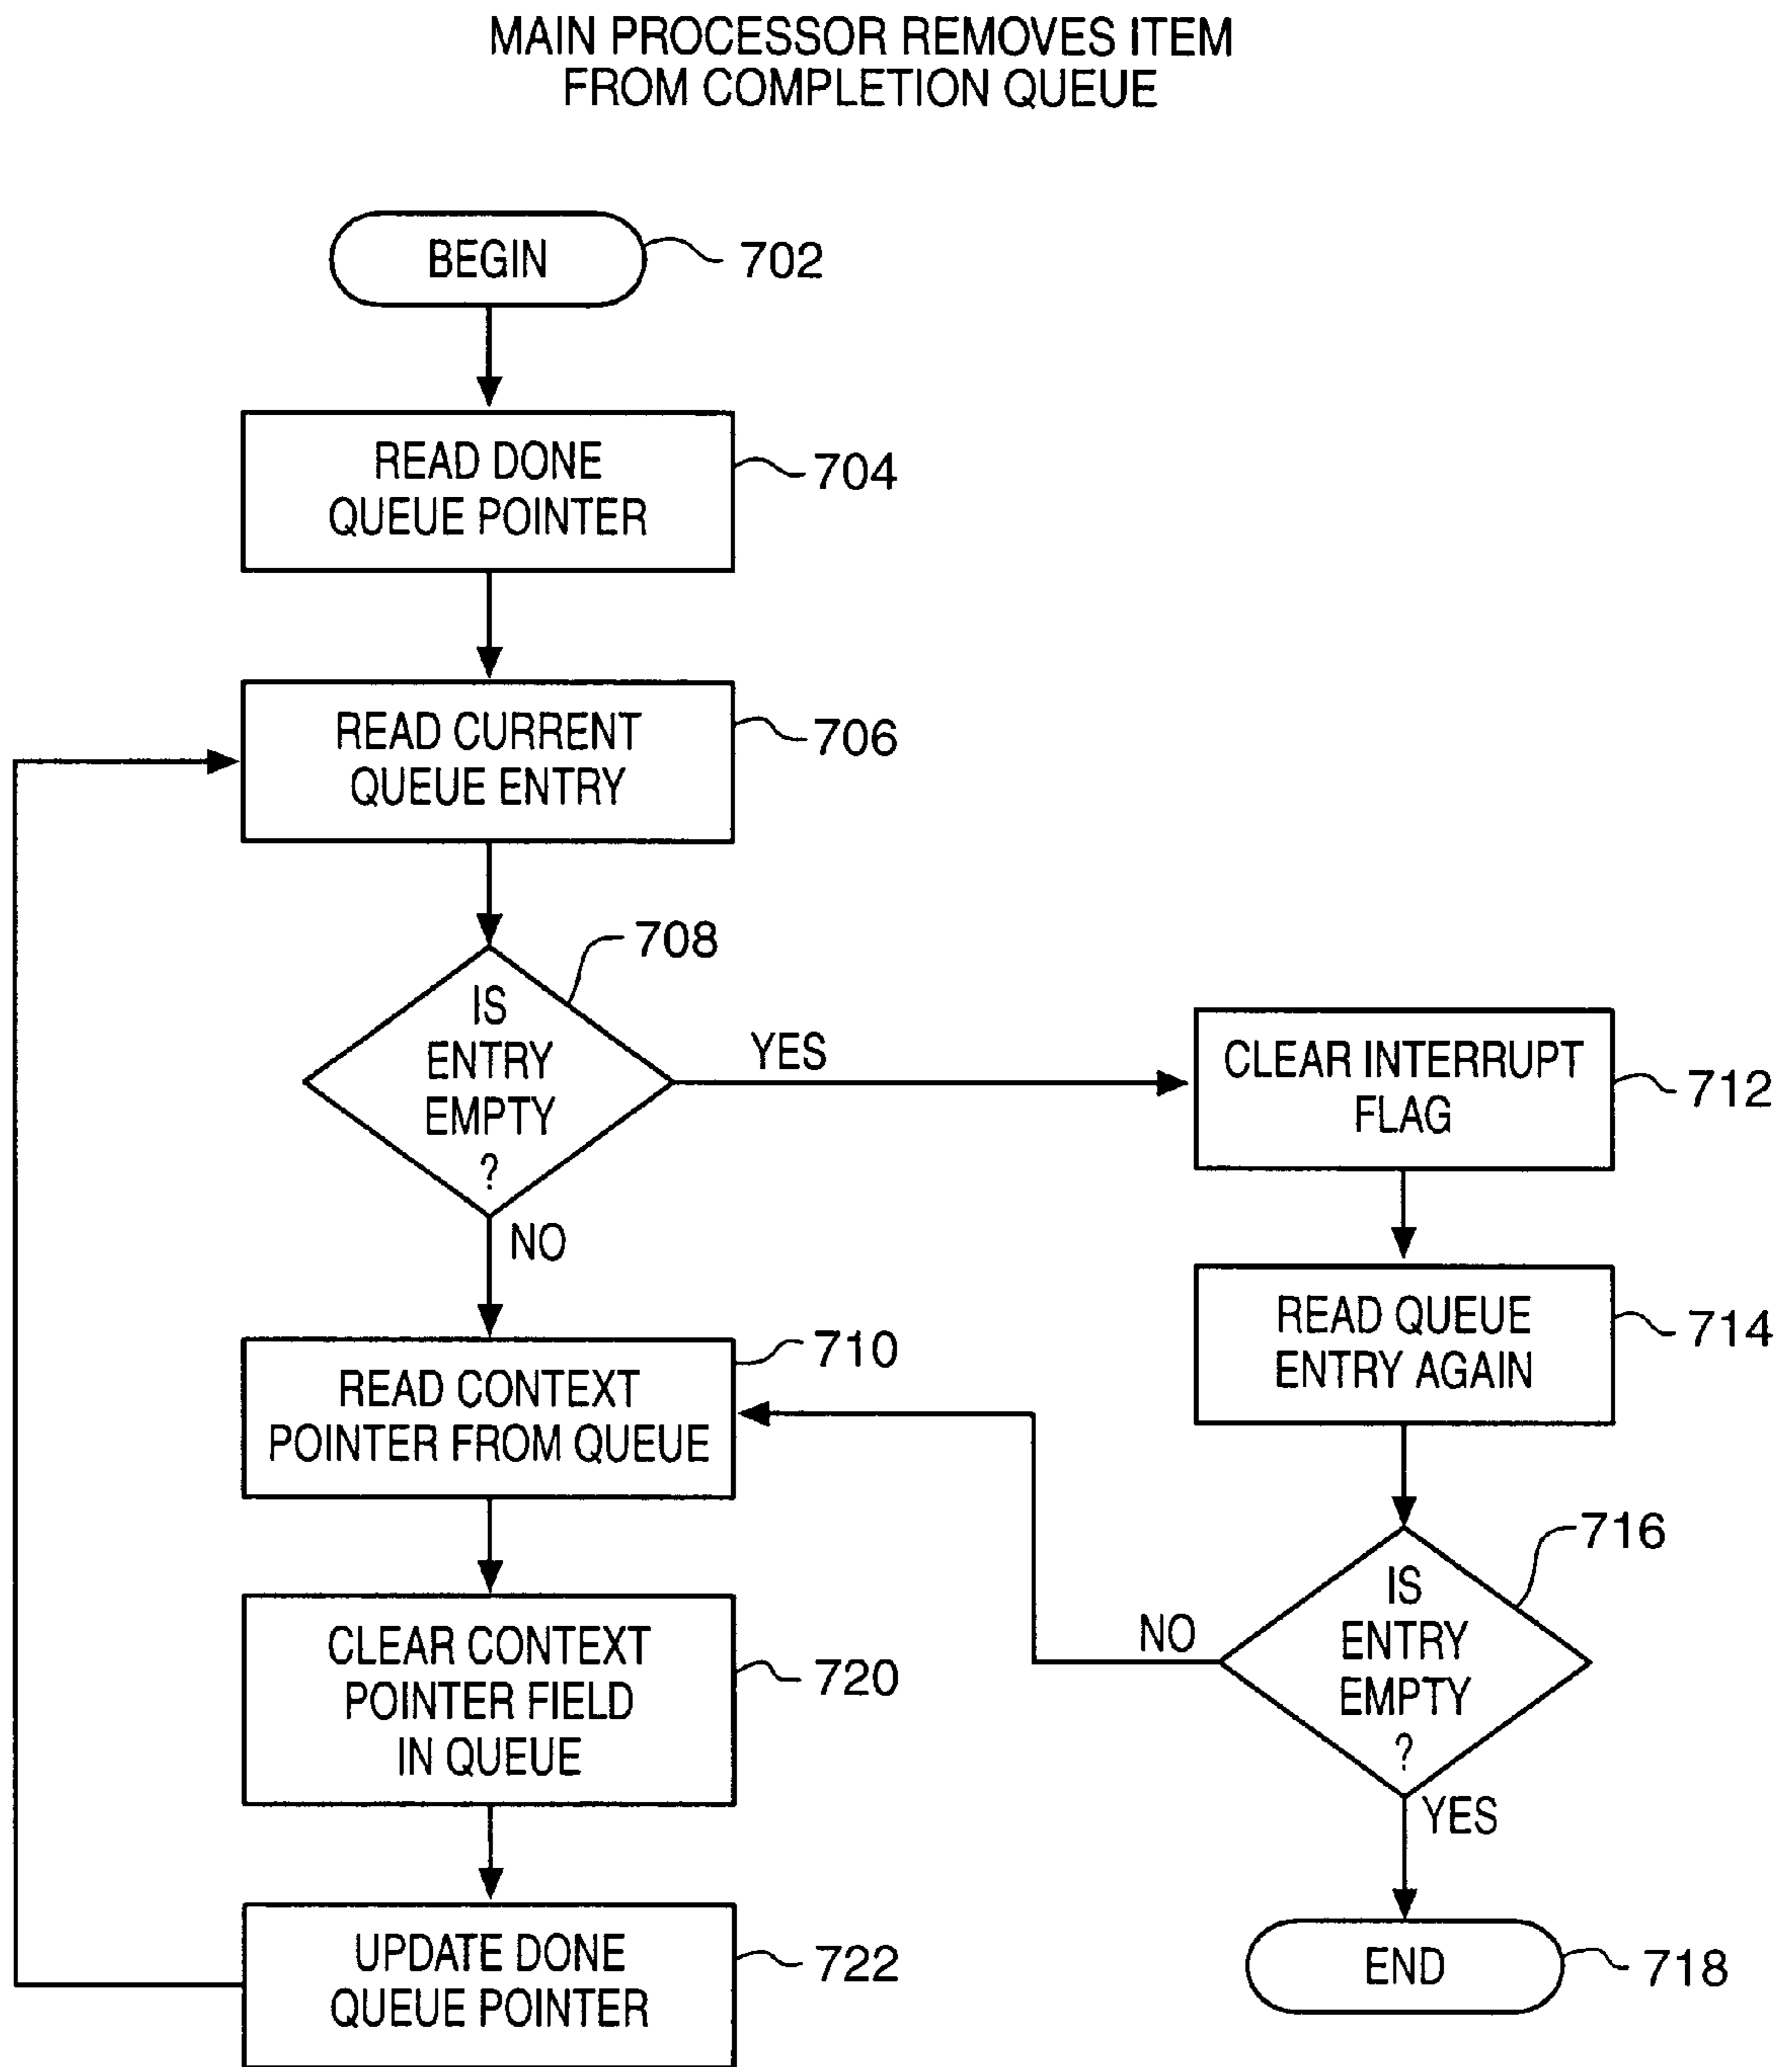 MAIN PROCESSOR REMOVES ITEM
FROM COMPLETION QUEUE
BEGIN
702
READ DONE
QUEUE POINTER
704
READ CURRENT
QUEUE ENTRY
706
708
IS
ENTRY
EMPTY
?
YES
NO
CLEAR INTERRUPT
FLAG
712
READ QUEUE
ENTRY AGAIN
714
710
READ CONTEXT
POINTER FROM QUEUE
716
IS
ENTRY
EMPTY
?
NO
YES
CLEAR CONTEXT
POINTER FIELD
IN QUEUE
720
UPDATE DONE
QUEUE POINTER
722
END
718